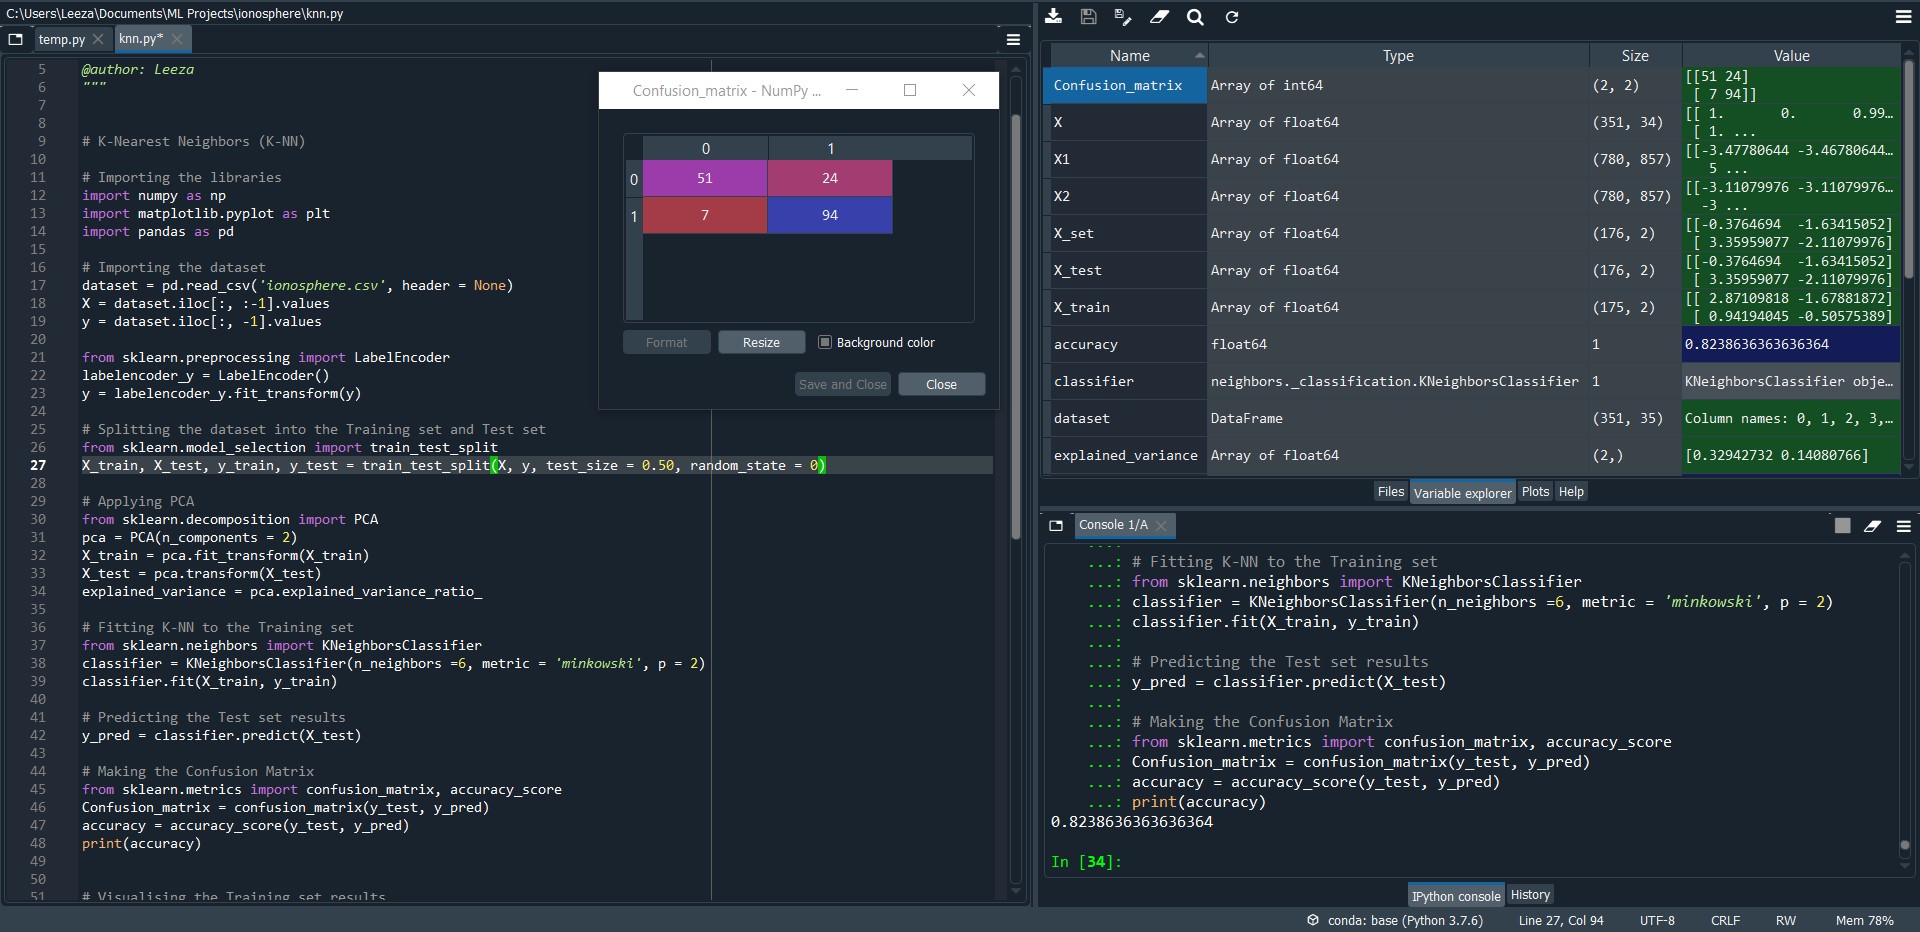 C:\Users\Leeza\Documents\ML Projects\ionosphere\knn.py
temp.py
knn.py*
5 @author: Leeza
6 """
7
8
9 # K-Nearest Neighbors (K-NN)
10
11 # Importing the libraries
12 import numpy as np
13 import matplotlib.pyplot as plt
14 import pandas as pd
15
16 # Importing the dataset
17 dataset = pd.read_csv('ionosphere.csv', header = None)
18 X = dataset.iloc[:, :-1].values
19 y = dataset.iloc[:, -1].values
20
21 from sklearn.preprocessing import LabelEncoder
22 labelencoder_y = LabelEncoder()
23 y = labelencoder_y.fit_transform(y)
24
25 # Splitting the dataset into the Training set and Test set
26 from sklearn.model_selection import train_test_split
27 X_train, X_test, y_train, y_test = train_test_split(X, y, test_size = 0.50, random_state = 0)
28
29 # Applying PCA
30 from sklearn.decomposition import PCA
31 pca = PCA(n_components = 2)
32 X_train = pca.fit_transform(X_train)
33 X_test = pca.transform(X_test)
34 explained_variance = pca.explained_variance_ratio_
35
36 # Fitting K-NN to the Training set
37 from sklearn.neighbors import KNeighborsClassifier
38 classifier = KNeighborsClassifier(n_neighbors =6, metric = 'minkowski', p = 2)
39 classifier.fit(X_train, y_train)
40
41 # Predicting the Test set results
42 y_pred = classifier.predict(X_test)
43
44 # Making the Confusion Matrix
45 from sklearn.metrics import confusion_matrix, accuracy_score
46 Confusion_matrix = confusion_matrix(y_test, y_pred)
47 accuracy = accuracy_score(y_test, y_pred)
48 print(accuracy)
49
50
51 # Visualising the Training set results
Confusion_matrix - NumPy ...
0 1
0 51 24
1 7 94
Format Resize Background color
Save and Close Close
Name Type Size Value
Confusion_matrix Array of int64 (2, 2) [[51 24]
[ 7 94]]
X Array of float64 (351, 34) [[ 1. 0. 0.99…
[ 1. ...
X1 Array of float64 (780, 857) [[-3.47780644 -3.46780644…
5 ...
X2 Array of float64 (780, 857) [[-3.11079976 -3.11079976…
-3 ...
X_set Array of float64 (176, 2) [[-0.3764694 -1.63415052]
[ 3.35959077 -2.11079976]
X_test Array of float64 (176, 2) [[-0.3764694 -1.63415052]
[ 3.35959077 -2.11079976]
X_train Array of float64 (175, 2) [[ 2.87109818 -1.67881872]
[ 0.94194045 -0.50575389]
accuracy float64 1 0.8238636363636364
classifier neighbors._classification.KNeighborsClassifier 1 KNeighborsClassifier obje…
dataset DataFrame (351, 35) Column names: 0, 1, 2, 3,…
explained_variance Array of float64 (2,) [0.32942732 0.14080766]
Files Variable explorer Plots Help
Console 1/A
...: # Fitting K-NN to the Training set
...: from sklearn.neighbors import KNeighborsClassifier
...: classifier = KNeighborsClassifier(n_neighbors =6, metric = 'minkowski', p = 2)
...: classifier.fit(X_train, y_train)
...:
...: # Predicting the Test set results
...: y_pred = classifier.predict(X_test)
...:
...: # Making the Confusion Matrix
...: from sklearn.metrics import confusion_matrix, accuracy_score
...: Confusion_matrix = confusion_matrix(y_test, y_pred)
...: accuracy = accuracy_score(y_test, y_pred)
...: print(accuracy)
0.8238636363636364
In [34]:
IPython console History
conda: base (Python 3.7.6) Line 27, Col 94 UTF-8 CRLF RW Mem 78%